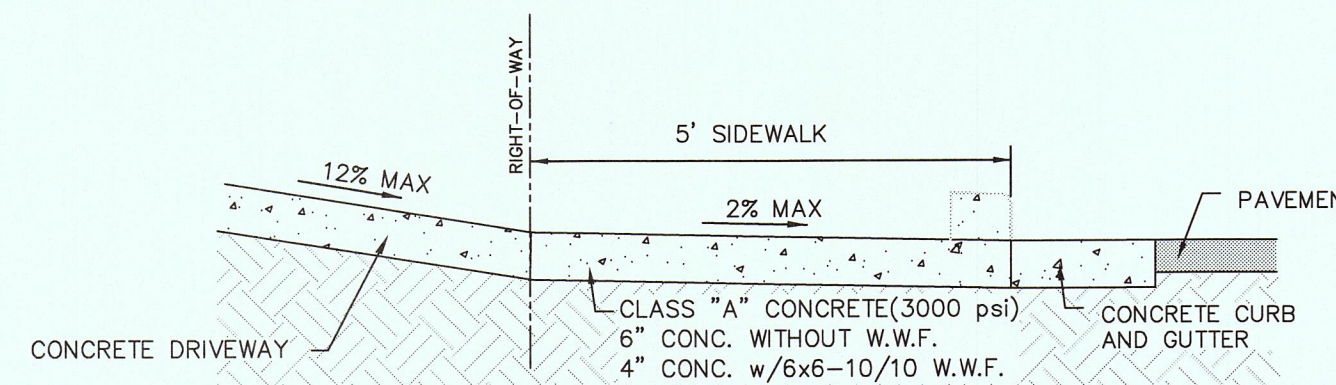 RIGHT-OF-WAY
5' SIDEWALK
12% MAX
2% MAX
CLASS "A" CONCRETE(3000 psi)
6" CONC. WITHOUT W.W.F.
4" CONC. w/6x6-10/10 W.W.F.
CONCRETE CURB
AND GUTTER
CONCRETE DRIVEWAY